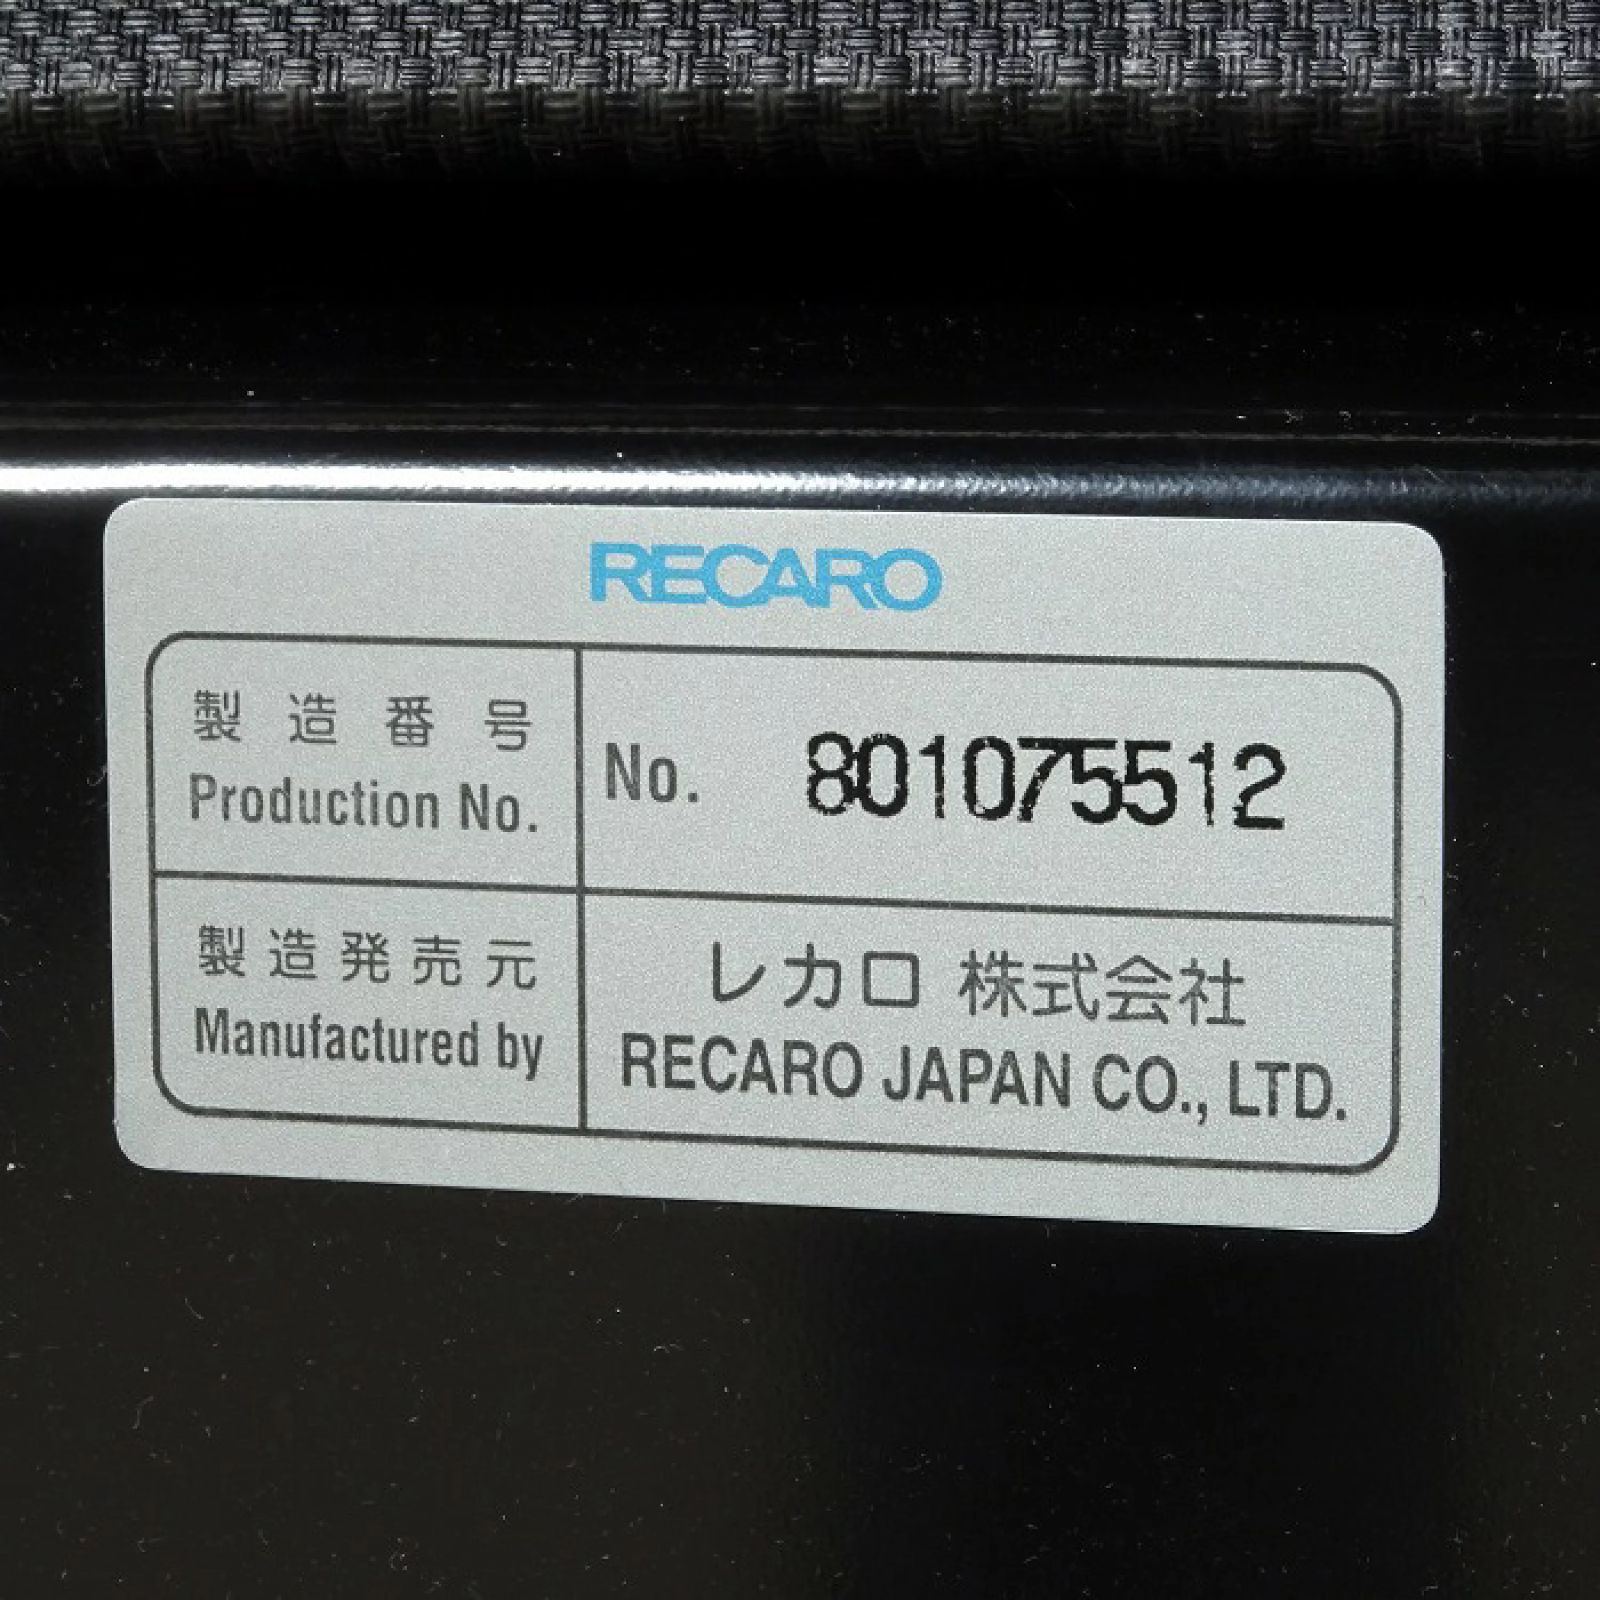 RECARO
製造番号
Production No.
No. 801075512
製造発売元
Manufactured by
レカロ 株式会社
RECARO JAPAN CO., LTD.